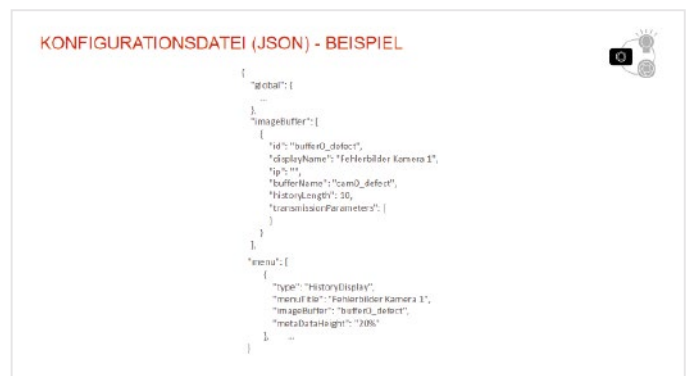 KONFIGURATIONSDATEI (JSON) - BEISPIEL
{
"global": {
...
},
"imageBuffer": [
{
"id": "buffer0_defect",
"displayName": "Fehlerbilder Kamera 1",
"ip": "",
"bufferName": "cam0_defect",
"historyLength": 10,
"transmissionParameters": {
}
}
],
"menu": [
{
"type": "HistoryDisplay",
"menuTitle": "Fehlerbilder Kamera 1",
"imageBuffer": "buffer0_defect",
"metaDataHeight": "20%"
}, ...
}